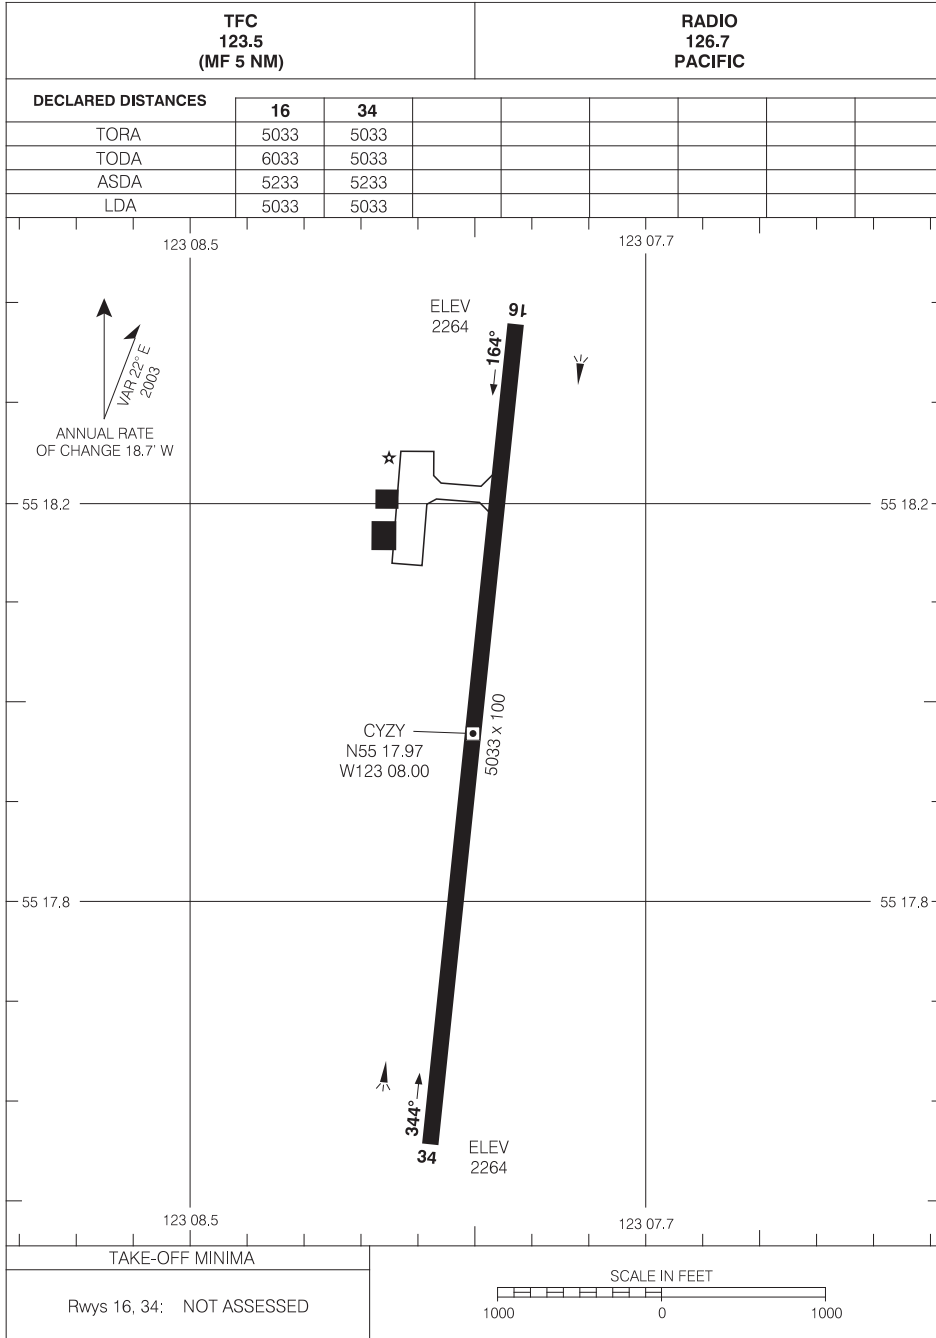 TFC
123.5
(MF 5 NM)
RADIO
126.7
PACIFIC
DECLARED DISTANCES
16 34
TORA 5033 5033
TODA 6033 5033
ASDA 5233 5233
LDA 5033 5033
123 08.5 123 07.7
ELEV
2264
16
164°
VAR 22° E
2003
ANNUAL RATE
OF CHANGE 18.7' W
55 18.2 55 18.2
CYZY
N55 17.97
W123 08.00
5033 x 100
55 17.8 55 17.8
344°
34
ELEV
2264
123 08.5 123 07.7
TAKE-OFF MINIMA
Rwys 16, 34: NOT ASSESSED
SCALE IN FEET
1000 0 1000